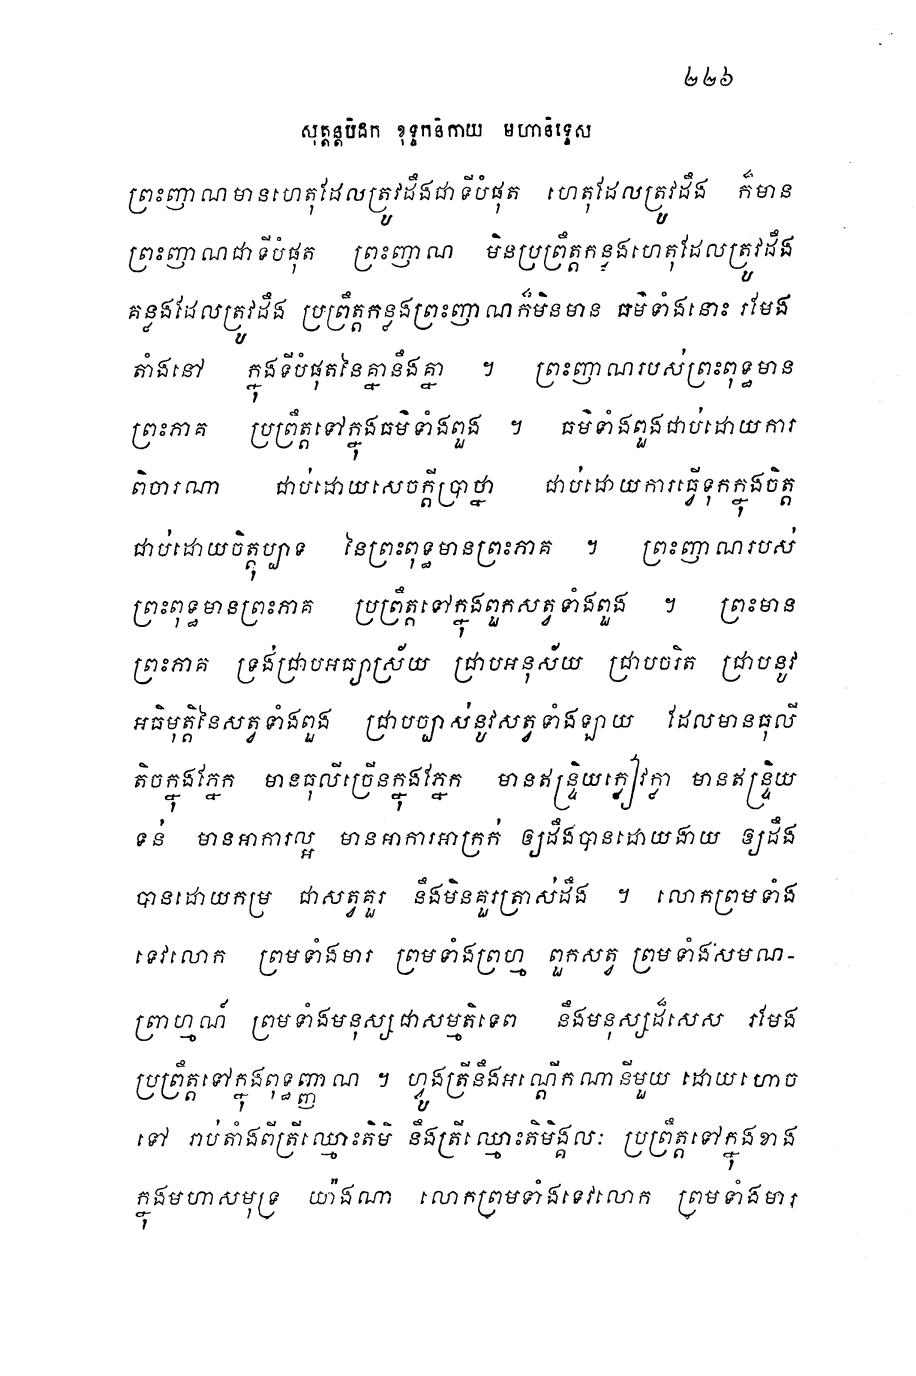 ២២៦
សុត្តន្តបិដក ខុទ្ទកនិកាយ មហានិទ្ទេស
ព្រះញាណមានហេតុដែលត្រូវដឹងជាទីបំផុត ហេតុដែលត្រូវដឹង ក៏មាន
ព្រះញាណជាទីបំផុត ព្រះញាណ មិនប្រព្រឹត្តកន្លងហេតុដែលត្រូវដឹង
គន្លងដែលត្រូវដឹង ប្រព្រឹត្តកន្លងព្រះញាណក៏មិនមាន ធម៌ទាំងនោះ រមែង
តាំងនៅ ក្នុងទីបំផុតនៃគ្នានឹងគ្នា ។ ព្រះញាណរបស់ព្រះពុទ្ធមាន
ព្រះភាគ ប្រព្រឹត្តទៅក្នុងធម៌ទាំងពួង ។ ធម៌ទាំងពួងជាប់ដោយការ
ពិចារណា ជាប់ដោយសេចក្តីប្រាថ្នា ជាប់ដោយការធ្វើទុកក្នុងចិត្ត
ជាប់ដោយចិត្តុប្បាទ នៃព្រះពុទ្ធមានព្រះភាគ ។ ព្រះញាណរបស់
ព្រះពុទ្ធមានព្រះភាគ ប្រព្រឹត្តទៅក្នុងពួកសត្វទាំងពួង ។ ព្រះមាន
ព្រះភាគ ទ្រង់ជ្រាបអធ្យាស្រ័យ ជ្រាបអនុស័យ ជ្រាបចរិត ជ្រាបនូវ
អធិមុត្តិនៃសត្វទាំងពួង ជ្រាបច្បាស់នូវសត្វទាំងឡាយ ដែលមានធុលី
តិចក្នុងភ្នែក មានធុលីច្រើនក្នុងភ្នែក មានឥន្ទ្រិយក្លៀវក្លា មានឥន្ទ្រិយ
ទន់ មានអាការល្អ មានអាការអាក្រក់ ឲ្យដឹងបានដោយងាយ ឲ្យដឹង
បានដោយកម្រ ជាសត្វគួរ នឹងមិនគួរត្រាស់ដឹង ។ លោកព្រមទាំង
ទេវលោក ព្រមទាំងមារ ព្រមទាំងព្រហ្ម ពួកសត្វ ព្រមទាំងសមណ-
ព្រាហ្មណ៍ ព្រមទាំងមនុស្សជាសម្មតិទេព នឹងមនុស្សដ៏សេស រមែង
ប្រព្រឹត្តទៅក្នុងពុទ្ធញ្ញាណ ។ ហ្វូងត្រីនឹងអណ្តើកណានីមួយ ដោយហោច
ទៅ រាប់តាំងពីត្រីឈ្មោះតិមិ នឹងត្រីឈ្មោះតិមិង្គលៈ ប្រព្រឹត្តទៅក្នុងខាង
ក្នុងមហាសមុទ្រ យ៉ាងណា លោកព្រមទាំងទេវលោក ព្រមទាំងមារ